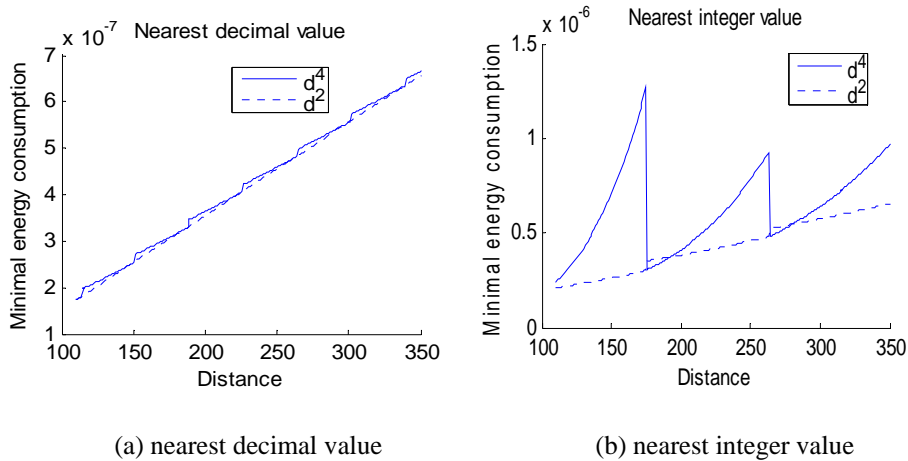 x 10^-7
Nearest decimal value
7
6
5
4
3
2
1
100 150 200 250 300 350
Minimal energy consumption
Distance
d^4
d^2
(a) nearest decimal value
x 10^-6
Nearest integer value
1.5
1
0.5
0
100 150 200 250 300 350
Minimal energy consumption
Distance
d^4
d^2
(b) nearest integer value